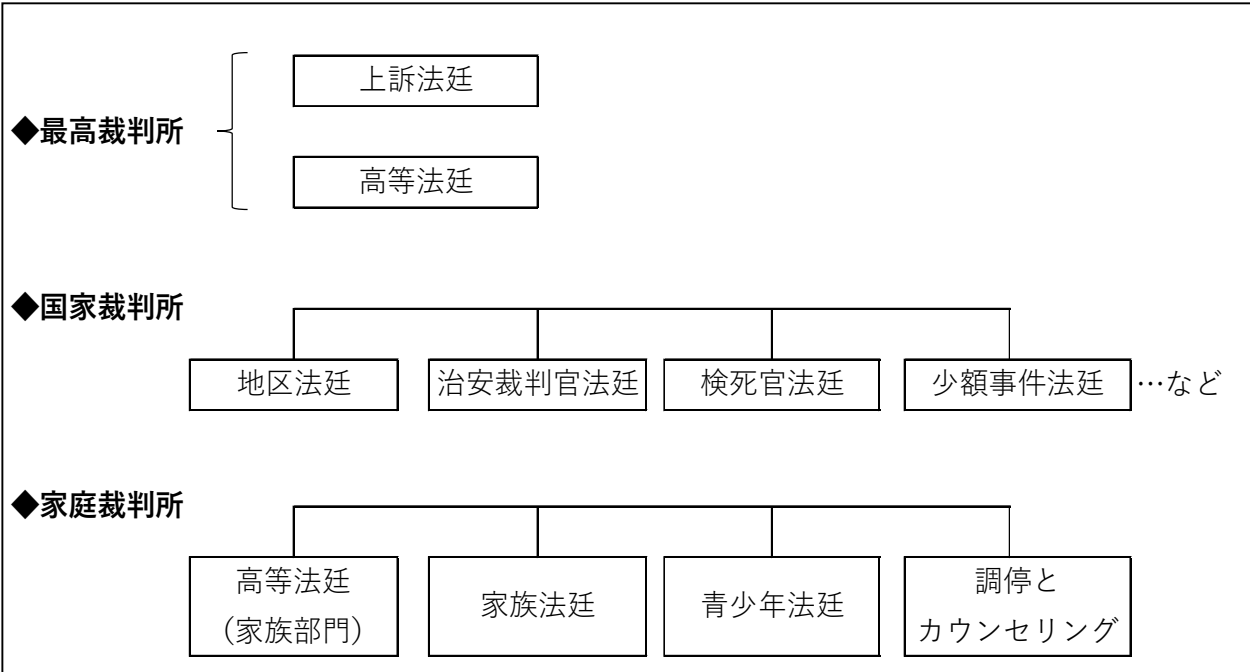 上訴法廷
◆最高裁判所
高等法廷
◆国家裁判所
地区法廷
治安裁判官法廷
検死官法廷
少額事件法廷
…など
◆家庭裁判所
高等法廷
（家族部門）
家族法廷
青少年法廷
調停と
カウンセリング